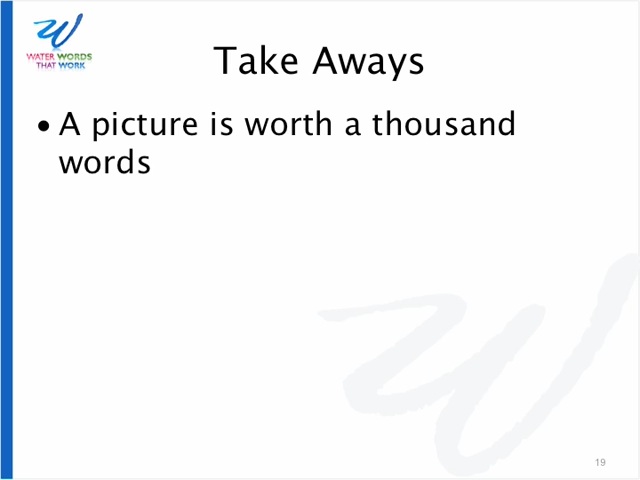 WATER WORDS
THAT WORK
Take Aways
• A picture is worth a thousand
words
19